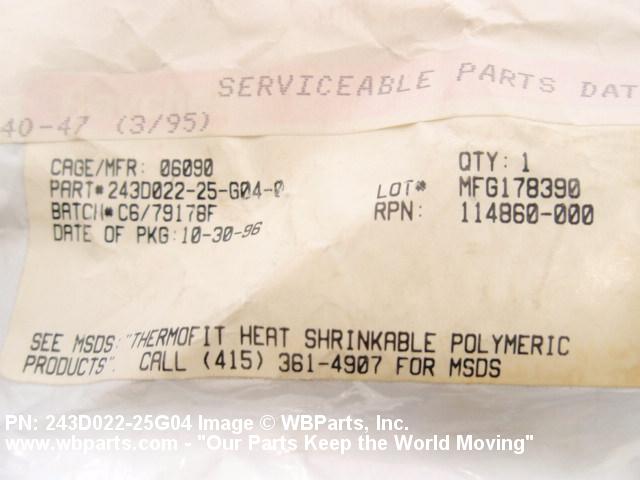 SERVICEABLE PARTS DAT
40-47 (3/95)
CAGE/MFR: 06090
PART# 243D022-25-G04-0
BATCH# C6/79178F
DATE OF PKG: 10-30-96
QTY: 1
LOT# MFG178390
RPN: 114860-000
SEE MSDS: "THERMOFIT HEAT SHRINKABLE POLYMERIC
PRODUCTS". CALL (415) 361-4907 FOR MSDS
PN: 243D022-25G04 Image © WBParts, Inc.
www.wbparts.com - "Our Parts Keep the World Moving"